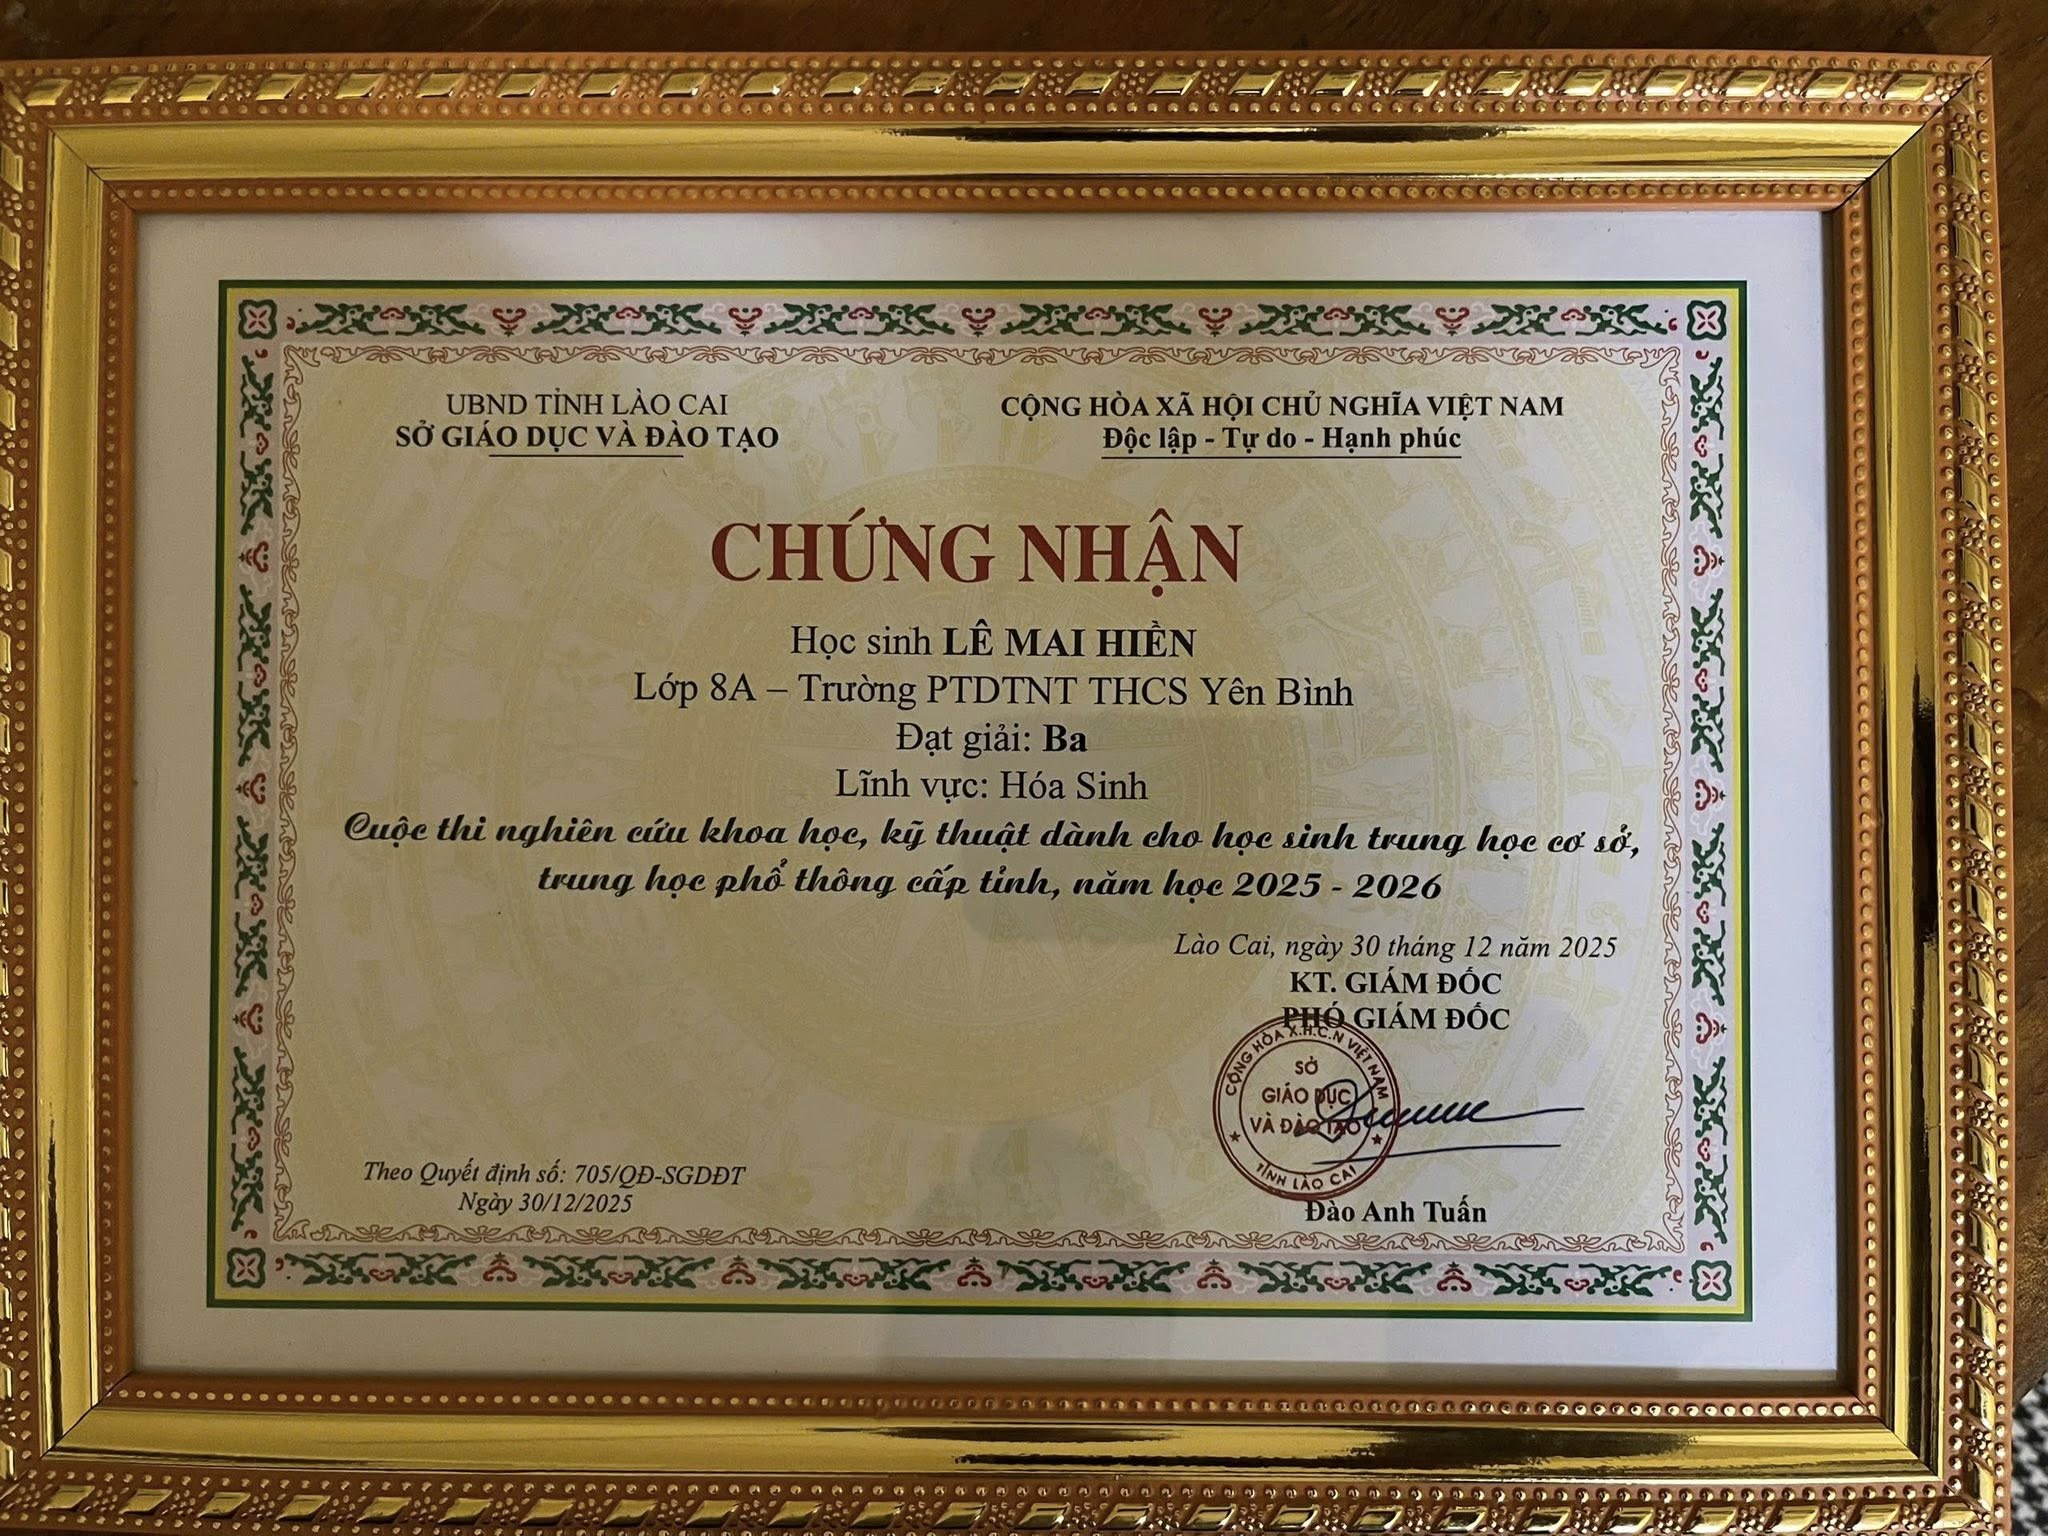 UBND TỈNH LÀO CAI
SỞ GIÁO DỤC VÀ ĐÀO TẠO
CỘNG HÒA XÃ HỘI CHỦ NGHĨA VIỆT NAM
Độc lập - Tự do - Hạnh phúc
CHỨNG NHẬN
Học sinh LÊ MAI HIỀN
Lớp 8A – Trường PTDTNT THCS Yên Bình
Đạt giải: Ba
Lĩnh vực: Hóa Sinh
Cuộc thi nghiên cứu khoa học, kỹ thuật dành cho học sinh trung học cơ sở,
trung học phổ thông cấp tỉnh, năm học 2025 - 2026
Lào Cai, ngày 30 tháng 12 năm 2025
KT. GIÁM ĐỐC
PHÓ GIÁM ĐỐC
CỘNG HÒA X.H.C.N VIỆT NAM
SỞ
GIÁO DỤC
VÀ ĐÀO TẠO
TỈNH LÀO CAI
Đào Anh Tuấn
Theo Quyết định số: 705/QĐ-SGDĐT
Ngày 30/12/2025